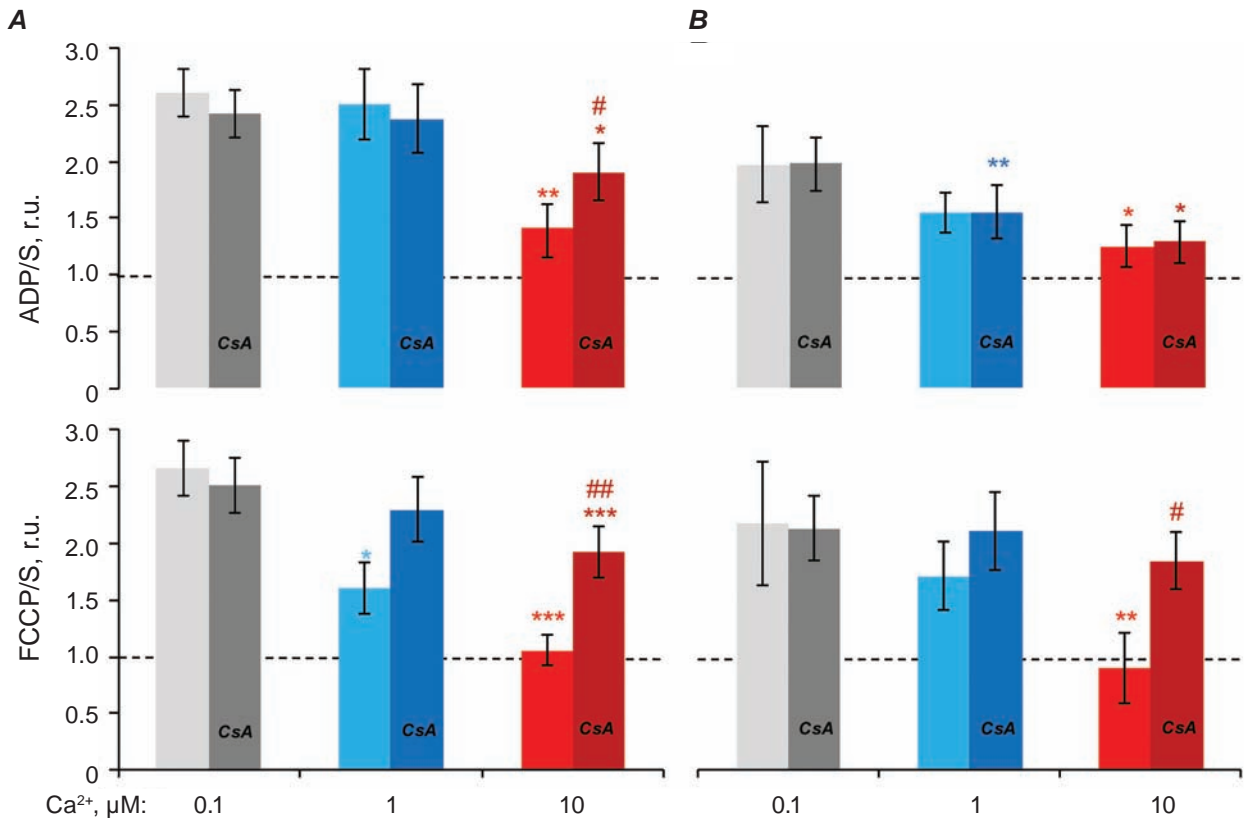 A B
3.0
2.5
2.0
1.5
1.0
0.5
0
ADP/S, r.u.
CsA CsA CsA CsA CsA CsA
** # * ** * *
3.0
2.5
2.0
1.5
1.0
0.5
0
FCCP/S, r.u.
CsA CsA CsA CsA CsA CsA
* *** ## *** ** #
Ca²⁺, µM: 0.1 1 10 0.1 1 10